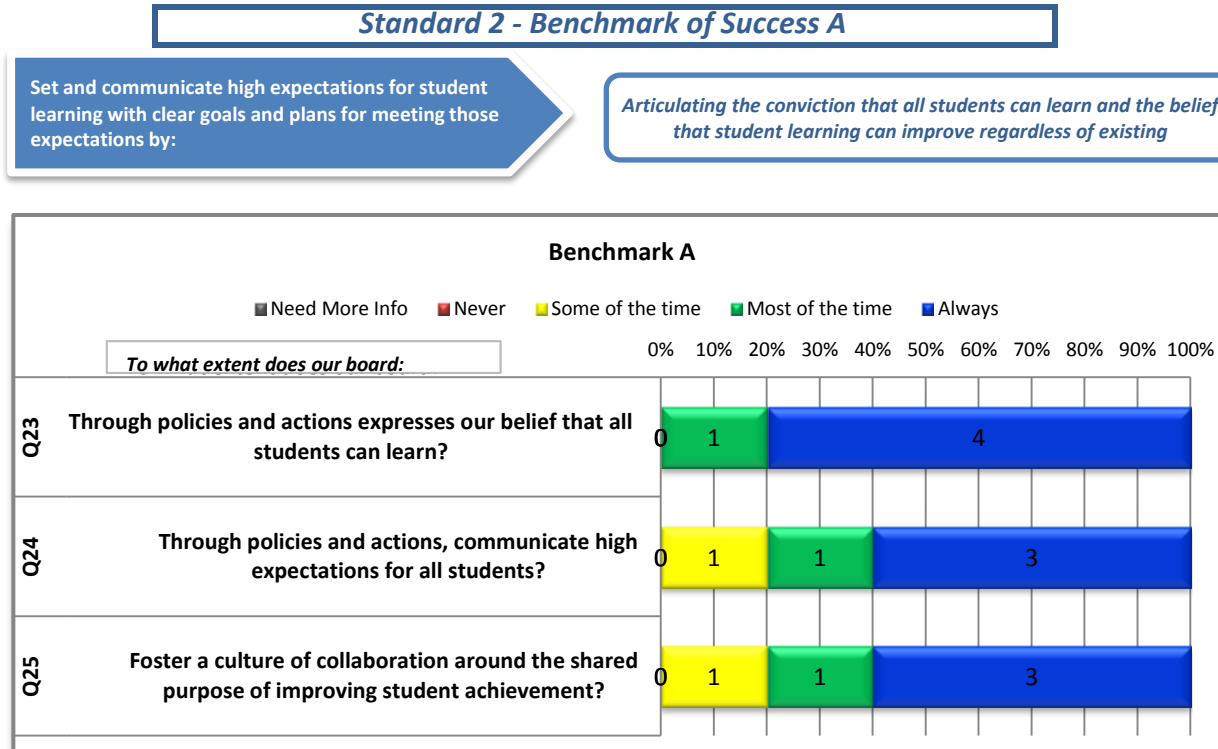 Standard 2 - Benchmark of Success A
Set and communicate high expectations for student
learning with clear goals and plans for meeting those
expectations by:
Articulating the conviction that all students can learn and the belief
that student learning can improve regardless of existing
Benchmark A
Need More Info Never Some of the time Most of the time Always
To what extent does our board:
0% 10% 20% 30% 40% 50% 60% 70% 80% 90% 100%
Q23
Through policies and actions expresses our belief that all
students can learn?
0 1 4
Q24
Through policies and actions, communicate high
expectations for all students?
0 1 1 3
Q25
Foster a culture of collaboration around the shared
purpose of improving student achievement?
0 1 1 3